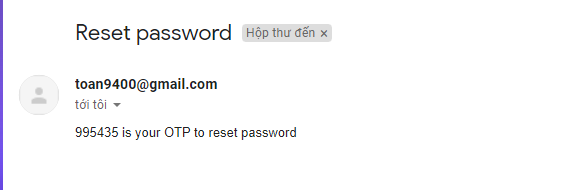 Reset password Hộp thư đến ×
toan9400@gmail.com
tới tôi
995435 is your OTP to reset password